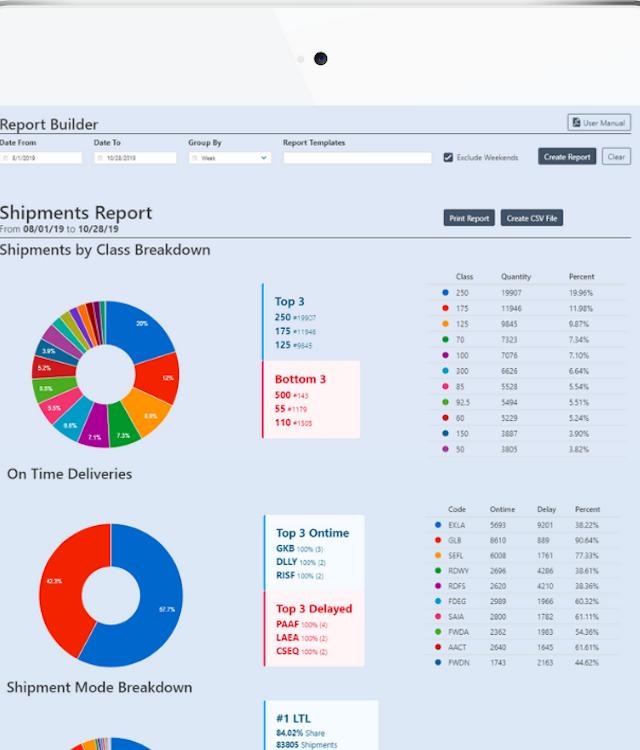 Report Builder
User Manual
Date From
Date To
Group By
Report Templates
8/1/2019
10/28/2019
Week
Exclude Weekends
Create Report
Clear
Shipments Report
From 08/01/19 to 10/28/19
Print Report
Create CSV File
Shipments by Class Breakdown
20%
12%
9.9%
7.3%
7.1%
6.6%
5.5%
5.5%
5.2%
3.9%
Top 3
250 #19907
175 #11946
125 #9845
Bottom 3
500 #143
55 #1179
110 #1505
Class Quantity Percent
250 19907 19.96%
175 11946 11.98%
125 9845 9.87%
70 7323 7.34%
100 7076 7.10%
300 6626 6.64%
85 5528 5.54%
92.5 5494 5.51%
60 5229 5.24%
150 3887 3.90%
50 3805 3.82%
On Time Deliveries
42.3%
57.7%
Top 3 Ontime
GKB 100% (3)
DLLY 100% (2)
RISF 100% (2)
Top 3 Delayed
PAAF 100% (4)
LAEA 100% (2)
CSEQ 100% (2)
Code Ontime Delay Percent
EXLA 5693 9201 38.22%
GLB 8610 889 90.64%
SEFL 6008 1761 77.33%
RDWY 2696 4286 38.61%
RDFS 2620 4210 38.36%
FDEG 2989 1966 60.32%
SAIA 2800 1782 61.11%
FWDA 2362 1983 54.36%
AACT 2640 1645 61.61%
FWDN 1743 2163 44.62%
Shipment Mode Breakdown
#1 LTL
84.02% Share
83805 Shipments